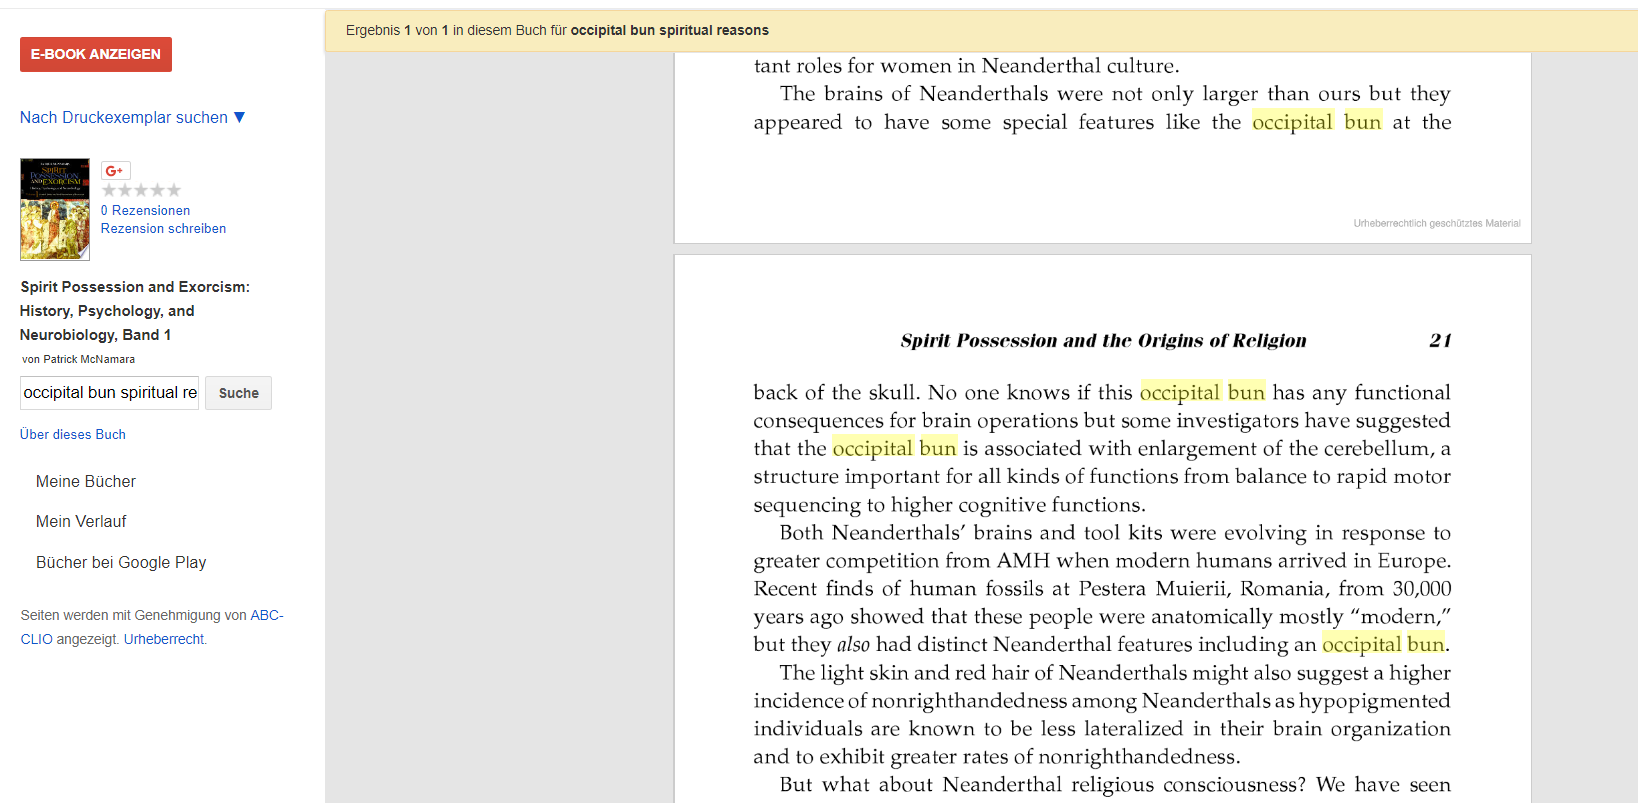 Ergebnis 1 von 1 in diesem Buch für occipital bun spiritual reasons
E-BOOK ANZEIGEN
Nach Druckexemplar suchen ▼
SPIRIT
POSSESSION
AND EXORCISM
G+
0 Rezensionen
Rezension schreiben
Spirit Possession and Exorcism:
History, Psychology, and
Neurobiology, Band 1
von Patrick McNamara
occipital bun spiritual re
Suche
Über dieses Buch
Meine Bücher
Mein Verlauf
Bücher bei Google Play
Seiten werden mit Genehmigung von ABC-
CLIO angezeigt. Urheberrecht.
tant roles for women in Neanderthal culture.
The brains of Neanderthals were not only larger than ours but they
appeared to have some special features like the occipital bun at the
Urheberrechtlich geschütztes Material
Spirit Possession and the Origins of Religion 21
back of the skull. No one knows if this occipital bun has any functional
consequences for brain operations but some investigators have suggested
that the occipital bun is associated with enlargement of the cerebellum, a
structure important for all kinds of functions from balance to rapid motor
sequencing to higher cognitive functions.
Both Neanderthals’ brains and tool kits were evolving in response to
greater competition from AMH when modern humans arrived in Europe.
Recent finds of human fossils at Pestera Muierii, Romania, from 30,000
years ago showed that these people were anatomically mostly “modern,”
but they also had distinct Neanderthal features including an occipital bun.
The light skin and red hair of Neanderthals might also suggest a higher
incidence of nonrighthandedness among Neanderthals as hypopigmented
individuals are known to be less lateralized in their brain organization
and to exhibit greater rates of nonrighthandedness.
But what about Neanderthal religious consciousness? We have seen